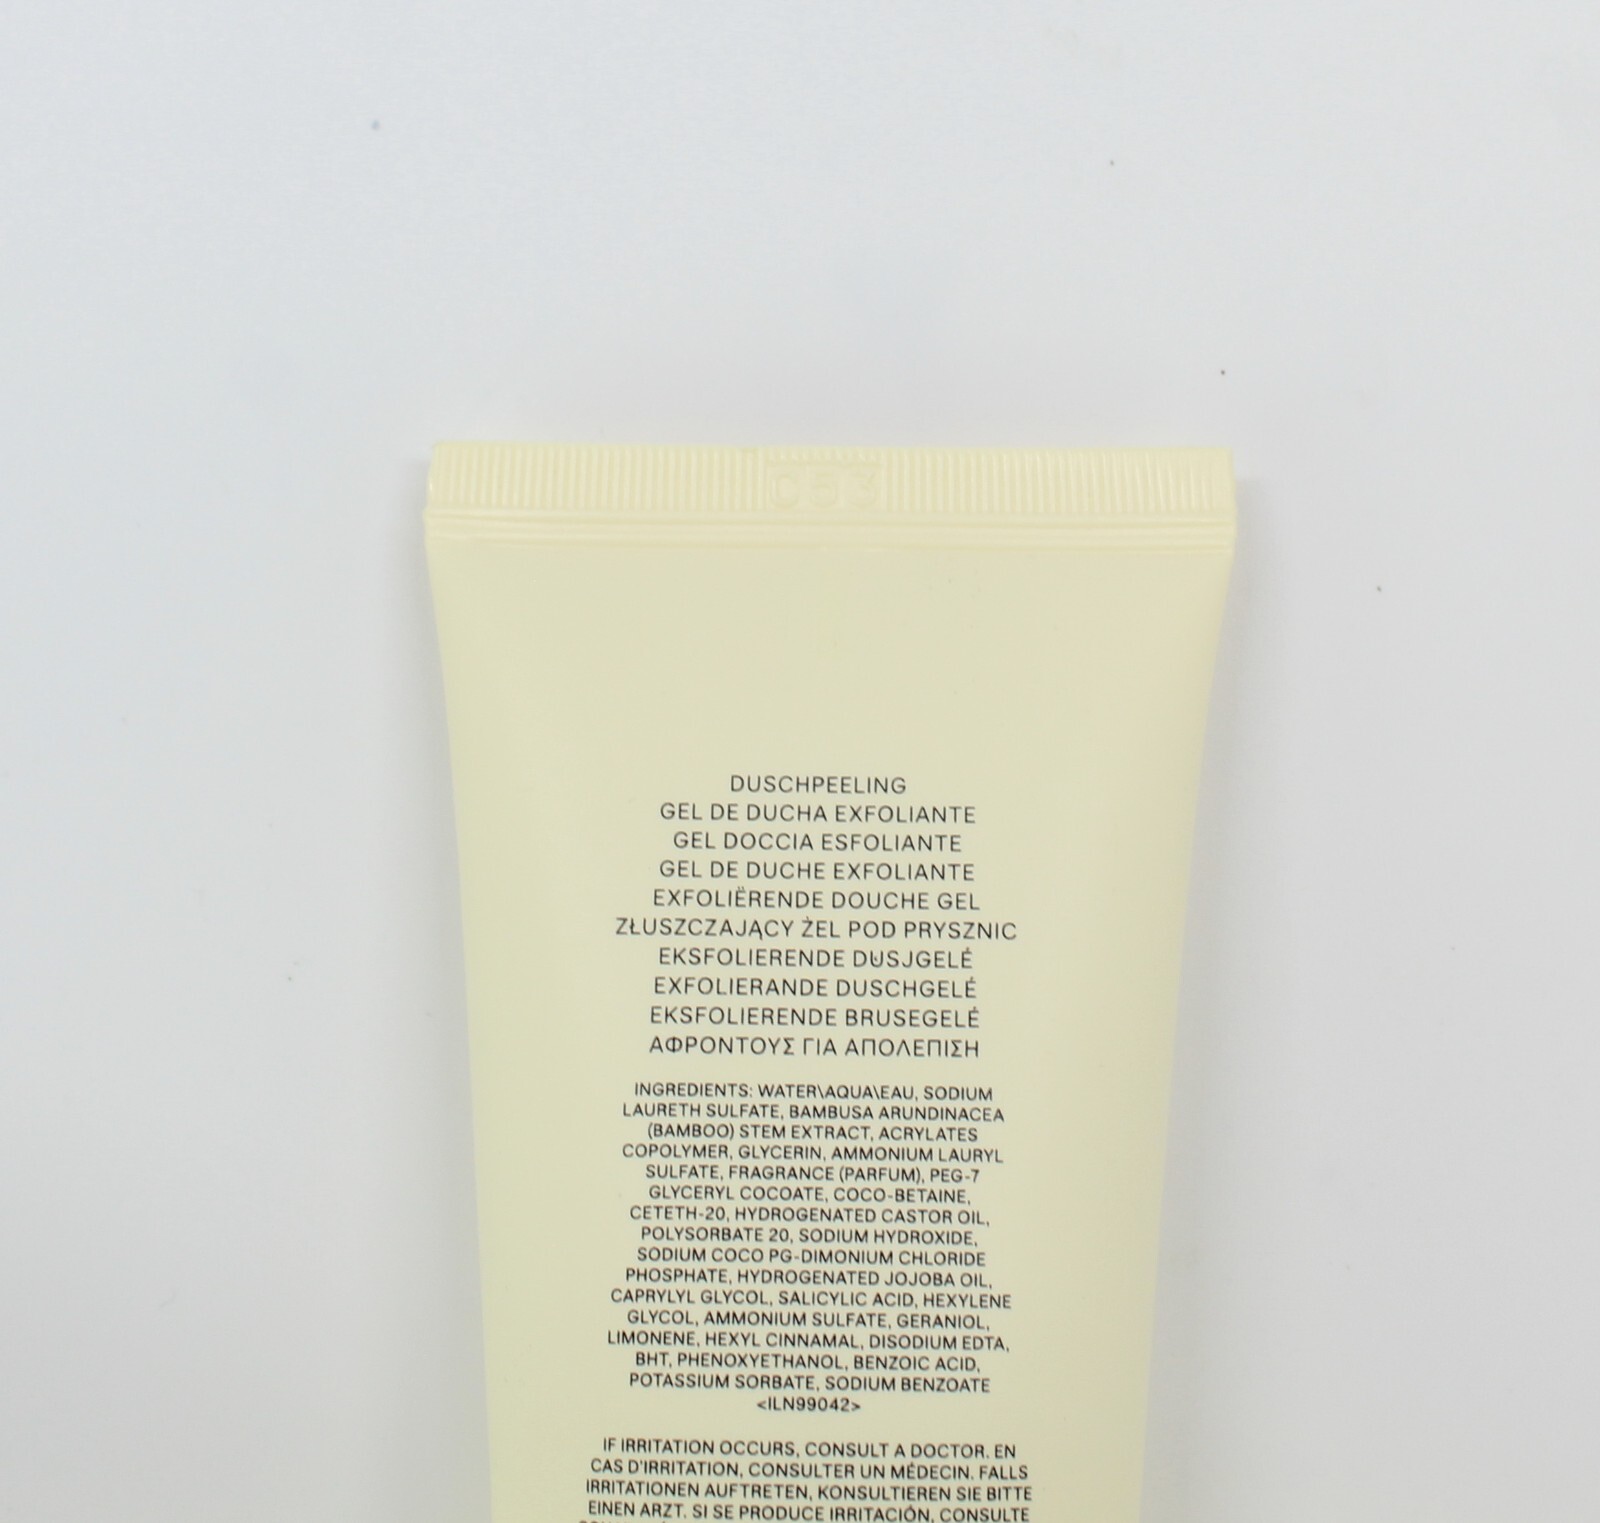 C53
DUSCHPEELING
GEL DE DUCHA EXFOLIANTE
GEL DOCCIA ESFOLIANTE
GEL DE DUCHE EXFOLIANTE
EXFOLIËRENDE DOUCHE GEL
ZŁUSZCZAJĄCY ŻEL POD PRYSZNIC
EKSFOLIERENDE DUSJGELÉ
EXFOLIERANDE DUSCHGELÉ
EKSFOLIERENDE BRUSEGELÉ
ΑΦΡΟΝΤΟΥΣ ΓΙΑ ΑΠΟΛΕΠΙΣΗ
INGREDIENTS: WATER\AQUA\EAU, SODIUM
LAURETH SULFATE, BAMBUSA ARUNDINACEA
(BAMBOO) STEM EXTRACT, ACRYLATES
COPOLYMER, GLYCERIN, AMMONIUM LAURYL
SULFATE, FRAGRANCE (PARFUM), PEG-7
GLYCERYL COCOATE, COCO-BETAINE,
CETETH-20, HYDROGENATED CASTOR OIL,
POLYSORBATE 20, SODIUM HYDROXIDE,
SODIUM COCO PG-DIMONIUM CHLORIDE
PHOSPHATE, HYDROGENATED JOJOBA OIL,
CAPRYLYL GLYCOL, SALICYLIC ACID, HEXYLENE
GLYCOL, AMMONIUM SULFATE, GERANIOL,
LIMONENE, HEXYL CINNAMAL, DISODIUM EDTA,
BHT, PHENOXYETHANOL, BENZOIC ACID,
POTASSIUM SORBATE, SODIUM BENZOATE
<ILN99042>
IF IRRITATION OCCURS, CONSULT A DOCTOR. EN
CAS D'IRRITATION, CONSULTER UN MÉDECIN. FALLS
IRRITATIONEN AUFTRETEN, KONSULTIEREN SIE BITTE
EINEN ARZT. SI SE PRODUCE IRRITACIÓN, CONSULTE